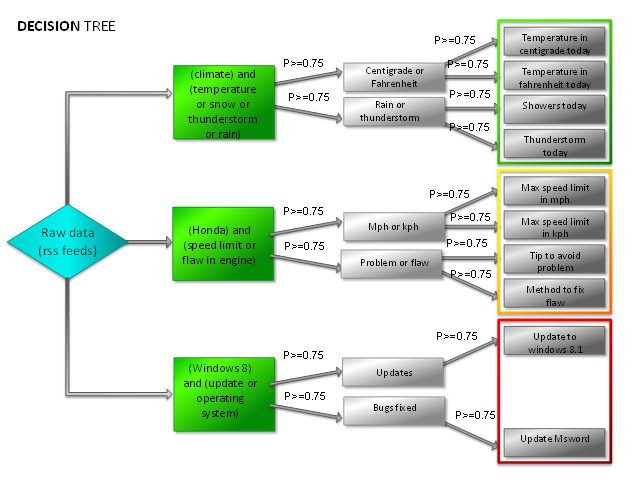 DECISION TREE
Raw data
(rss feeds)
(climate) and
(temperature
or snow or
thunderstorm
or rain)
P>=0.75
P>=0.75
Centigrade or
Fahrenheit
Rain or
thunderstorm
P>=0.75
P>=0.75
P>=0.75
P>=0.75
Temperature in
centigrade today
Temperature in
fahrenheit today
Showers today
Thunderstorm
today
(Honda) and
(speed limit or
flaw in engine)
P>=0.75
P>=0.75
Mph or kph
Problem or flaw
P>=0.75
P>=0.75
P>=0.75
P>=0.75
Max speed limit
in mph
Max speed limit
in kph
Tip to avoid
problem
Method to fix
flaw
(Windows 8)
and (update or
operating
system)
P>=0.75
P>=0.75
Updates
Bugs fixed
P>=0.75
P>=0.75
Update to
windows 8.1
Update Msword